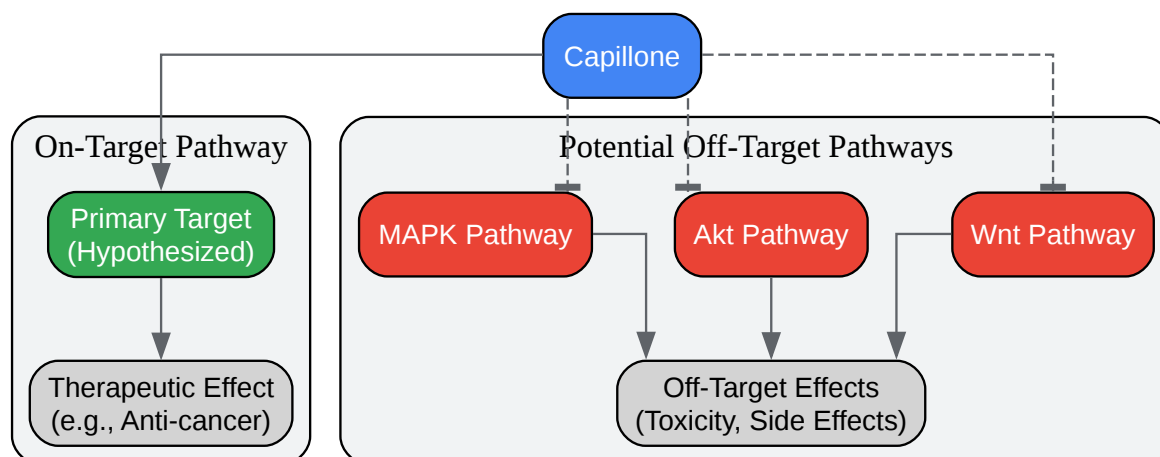 Capillone
On-Target Pathway
Potential Off-Target Pathways
Primary Target
(Hypothesized)
MAPK Pathway
Akt Pathway
Wnt Pathway
Therapeutic Effect
(e.g., Anti-cancer)
Off-Target Effects
(Toxicity, Side Effects)